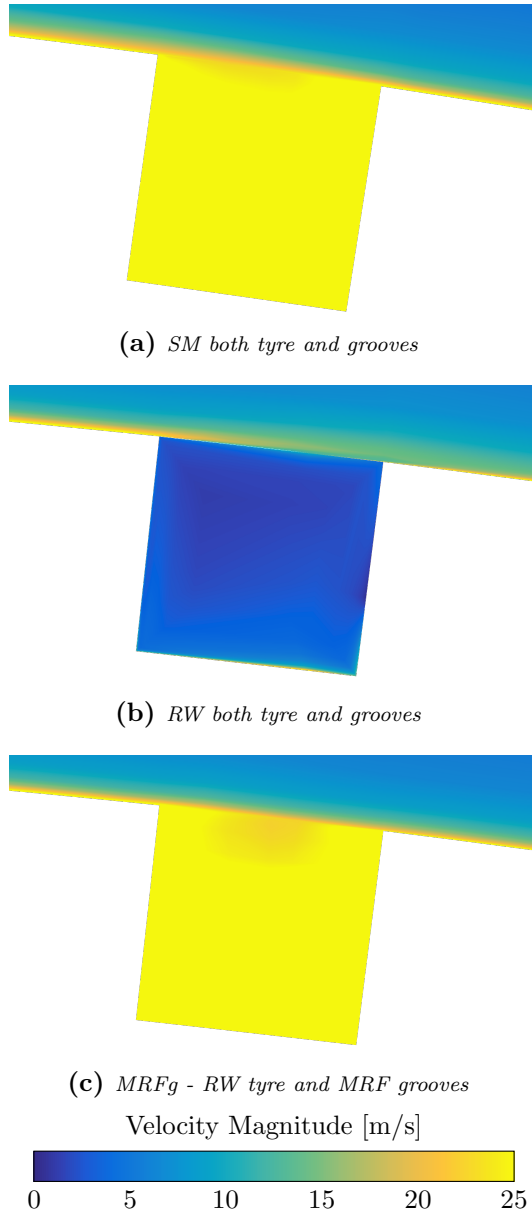 (a) SM both tyre and grooves
(b) RW both tyre and grooves
(c) MRFg - RW tyre and MRF grooves
Velocity Magnitude [m/s]
0 5 10 15 20 25